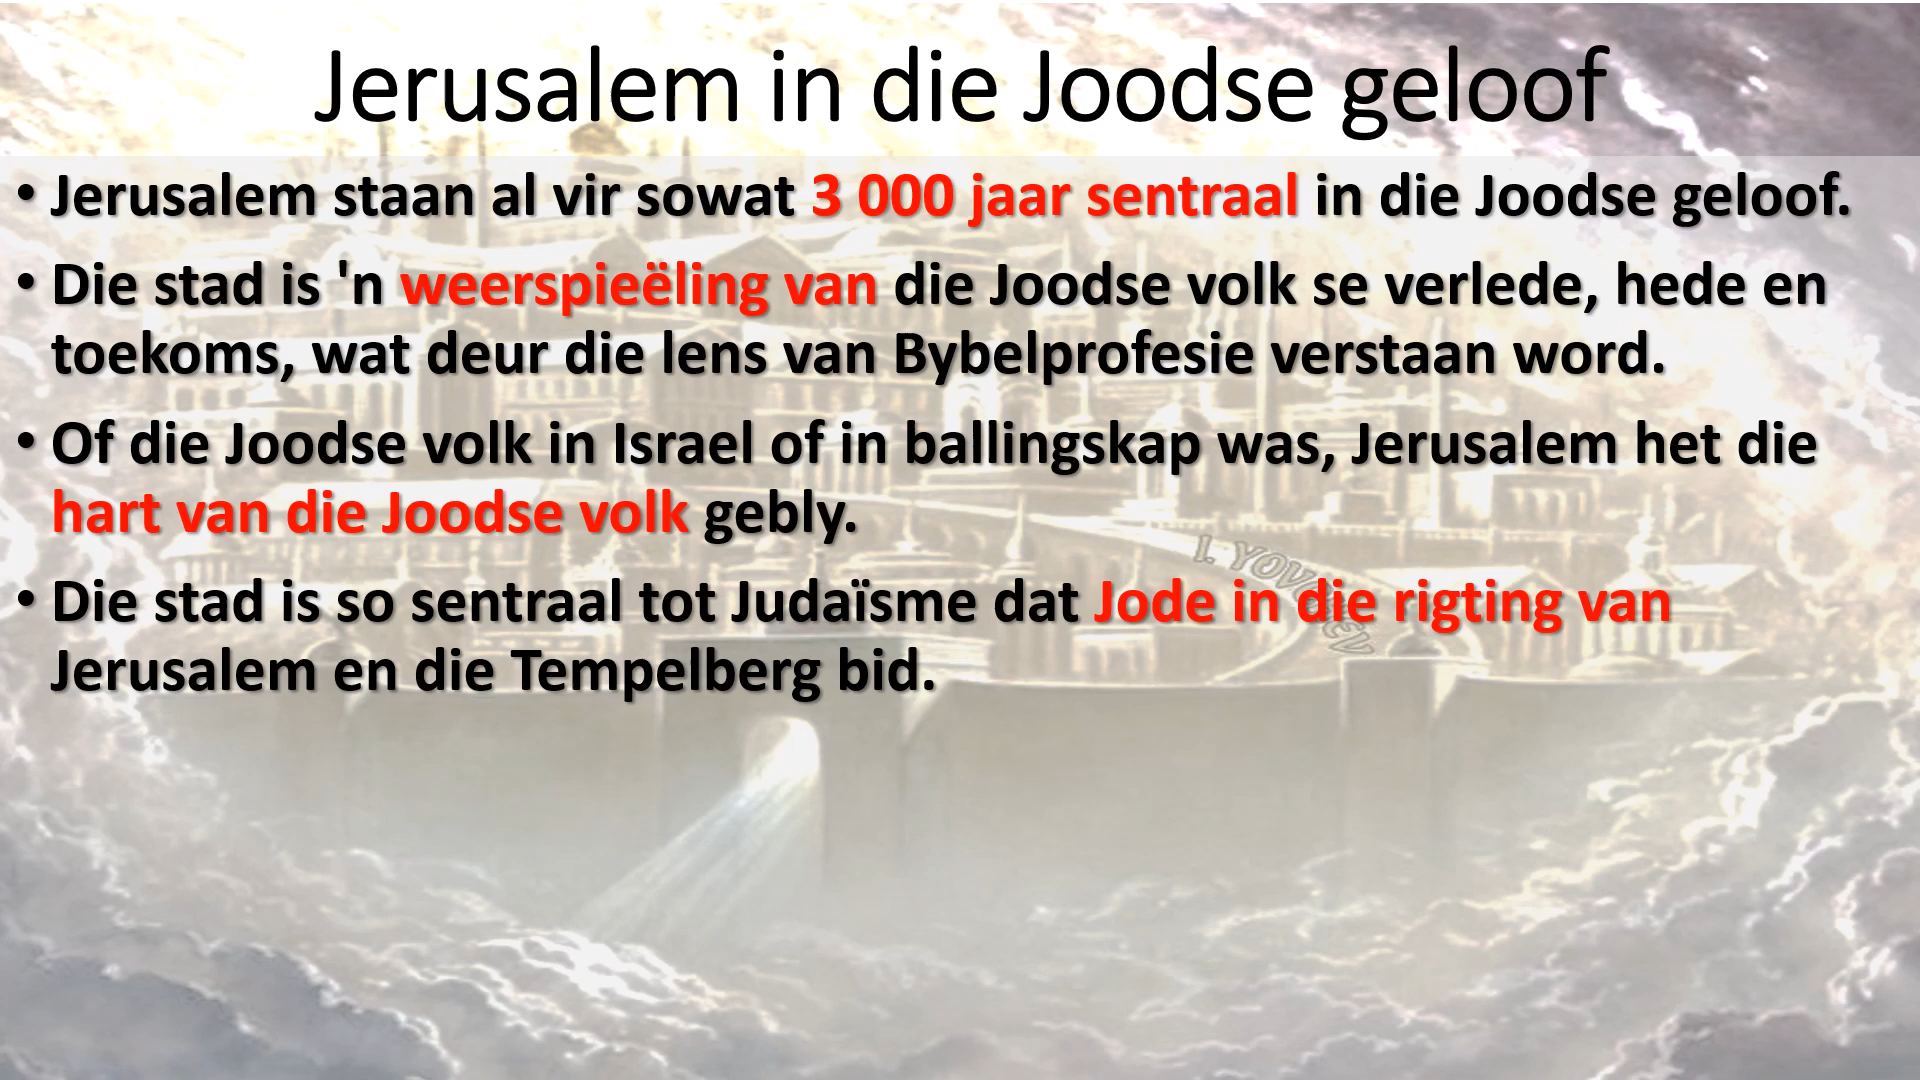 Jerusalem in die Joodse geloof
• Jerusalem staan al vir sowat 3 000 jaar sentraal in die Joodse geloof.
• Die stad is 'n weerspieëling van die Joodse volk se verlede, hede en
toekoms, wat deur die lens van Bybelprofesie verstaan word.
• Of die Joodse volk in Israel of in ballingskap was, Jerusalem het die
hart van die Joodse volk gebly.
• Die stad is so sentraal tot Judaïsme dat Jode in die rigting van
Jerusalem en die Tempelberg bid.